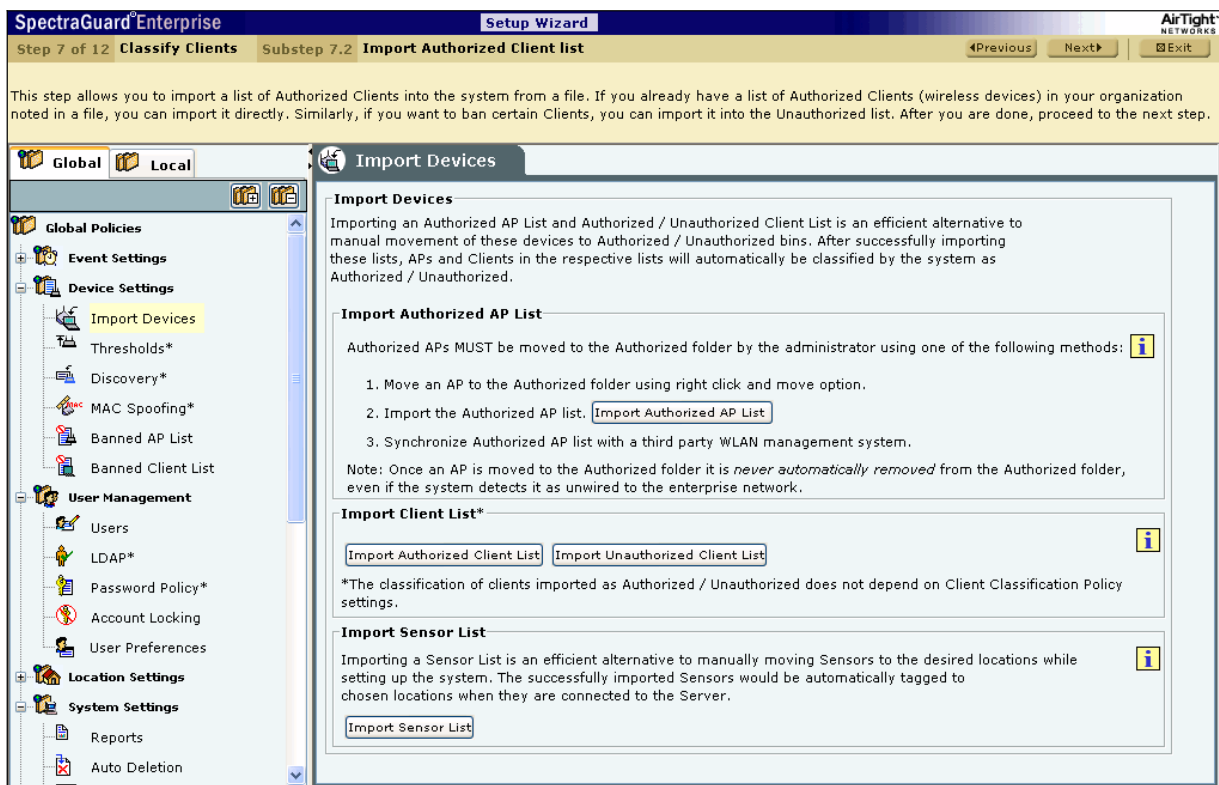 SpectraGuard®Enterprise
Setup Wizard
AirTight
NETWORKS
Step 7 of 12 Classify Clients Substep 7.2 Import Authorized Client list
Previous
Next
Exit
This step allows you to import a list of Authorized Clients into the system from a file. If you already have a list of Authorized Clients (wireless devices) in your organization
noted in a file, you can import it directly. Similarly, if you want to ban certain Clients, you can import it into the Unauthorized list. After you are done, proceed to the next step.
Global
Local
Global Policies
Event Settings
Device Settings
Import Devices
Thresholds*
Discovery*
MAC Spoofing*
Banned AP List
Banned Client List
User Management
Users
LDAP*
Password Policy*
Account Locking
User Preferences
Location Settings
System Settings
Reports
Auto Deletion
Import Devices
Import Devices
Importing an Authorized AP List and Authorized / Unauthorized Client List is an efficient alternative to
manual movement of these devices to Authorized / Unauthorized bins. After successfully importing
these lists, APs and Clients in the respective lists will automatically be classified by the system as
Authorized / Unauthorized.
Import Authorized AP List
Authorized APs MUST be moved to the Authorized folder by the administrator using one of the following methods:
1. Move an AP to the Authorized folder using right click and move option.
2. Import the Authorized AP list. Import Authorized AP List
3. Synchronize Authorized AP list with a third party WLAN management system.
Note: Once an AP is moved to the Authorized folder it is never automatically removed from the Authorized folder,
even if the system detects it as unwired to the enterprise network.
Import Client List*
Import Authorized Client List Import Unauthorized Client List
*The classification of clients imported as Authorized / Unauthorized does not depend on Client Classification Policy
settings.
Import Sensor List
Importing a Sensor List is an efficient alternative to manually moving Sensors to the desired locations while
setting up the system. The successfully imported Sensors would be automatically tagged to
chosen locations when they are connected to the Server.
Import Sensor List